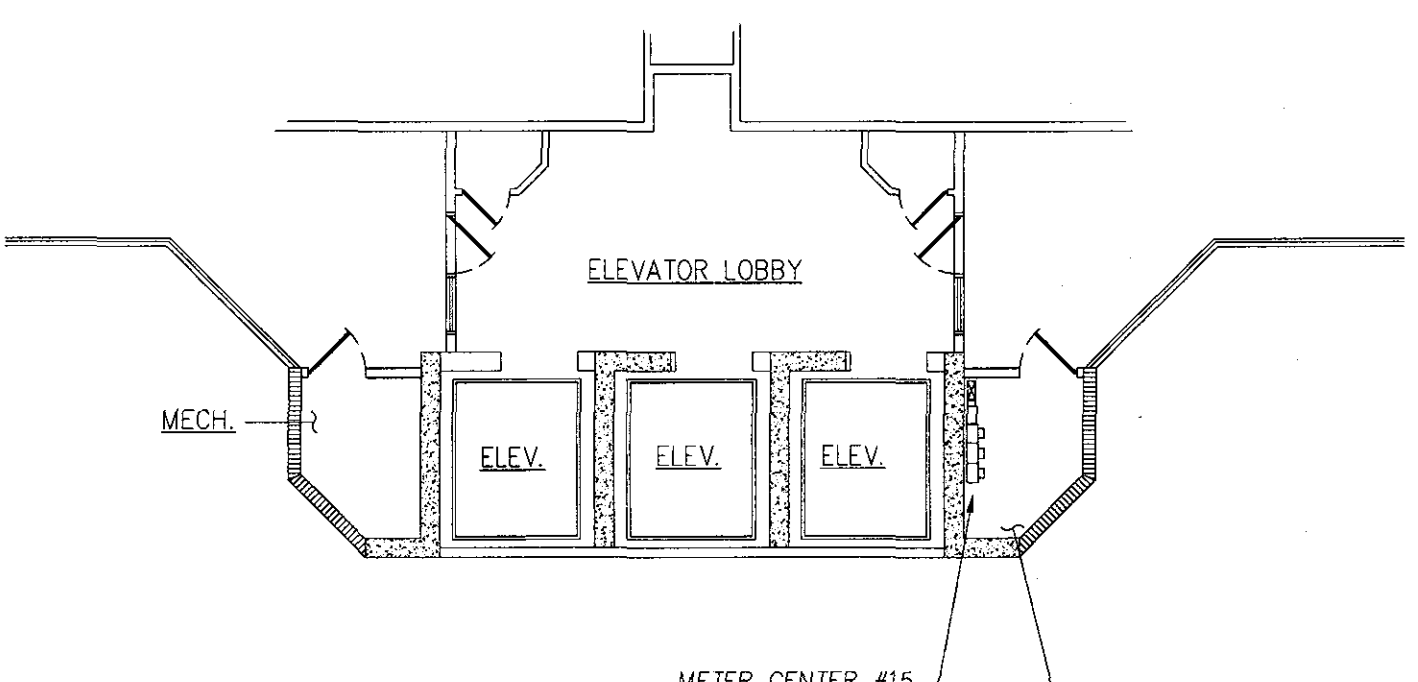 ELEVATOR LOBBY
MECH.
ELEV.
ELEV.
ELEV.
METER CENTER #15